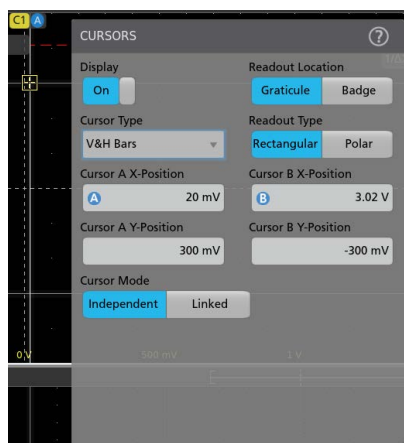 C1 A
CURSORS ?
Display Readout Location
On Graticule Badge
Cursor Type Readout Type
V&H Bars Rectangular Polar
Cursor A X-Position Cursor B X-Position
A 20 mV B 3.02 V
Cursor A Y-Position Cursor B Y-Position
300 mV -300 mV
Cursor Mode
Independent Linked
0 V 500 mV 1 V